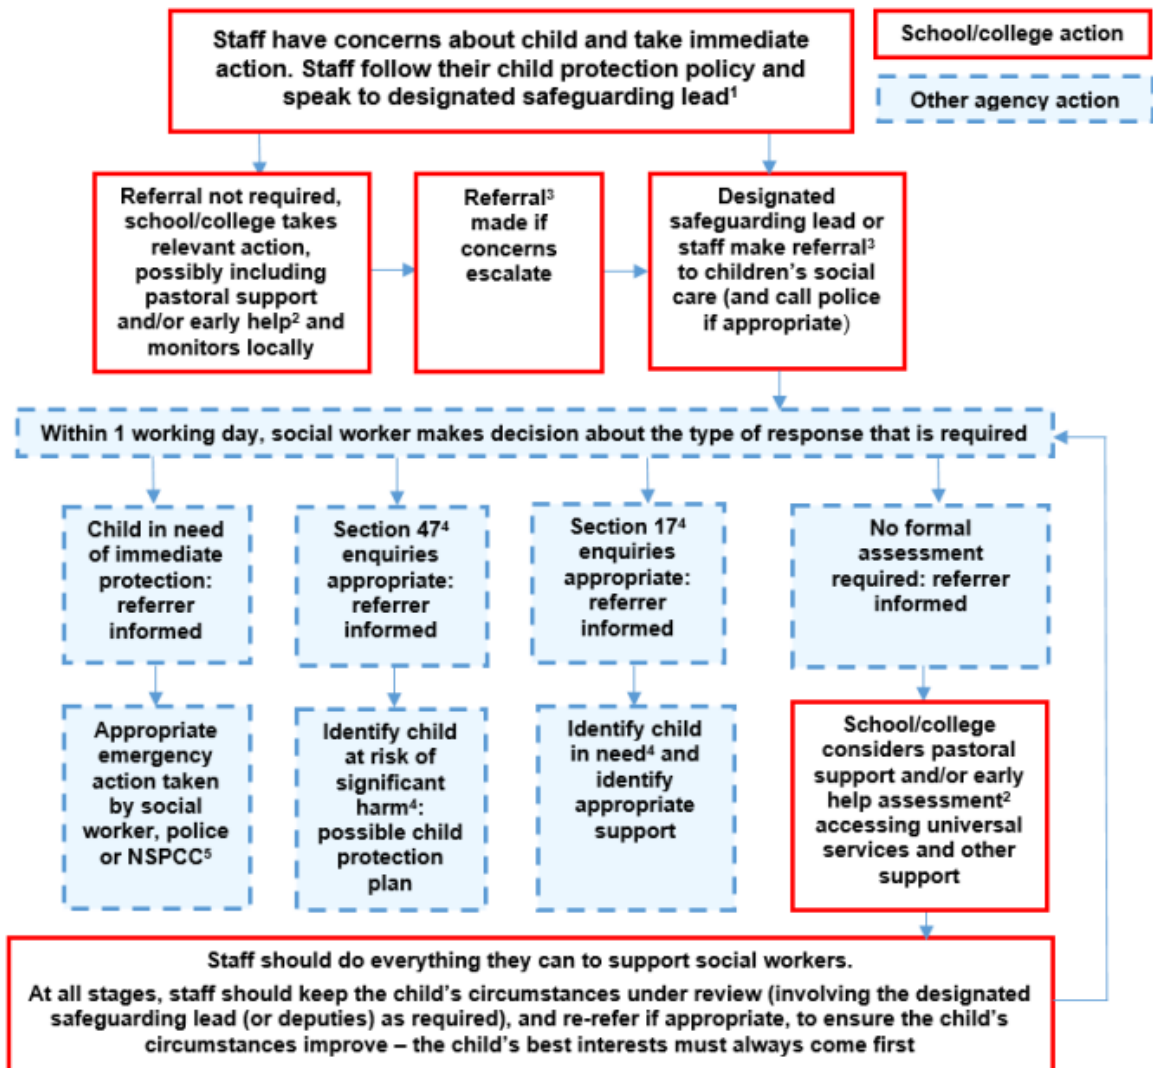 Staff have concerns about child and take immediate
action. Staff follow their child protection policy and
speak to designated safeguarding lead¹
School/college action
Other agency action
Referral not required,
school/college takes
relevant action,
possibly including
pastoral support
and/or early help² and
monitors locally
Referral³
made if
concerns
escalate
Designated
safeguarding lead or
staff make referral³
to children’s social
care (and call police
if appropriate)
Within 1 working day, social worker makes decision about the type of response that is required
Child in need
of immediate
protection:
referrer
informed
Section 47⁴
enquiries
appropriate:
referrer
informed
Section 17⁴
enquiries
appropriate:
referrer
informed
No formal
assessment
required: referrer
informed
Appropriate
emergency
action taken
by social
worker, police
or NSPCC⁵
Identify child
at risk of
significant
harm⁴:
possible child
protection
plan
Identify child
in need⁴ and
identify
appropriate
support
School/college
considers pastoral
support and/or early
help assessment²
accessing universal
services and other
support
Staff should do everything they can to support social workers.
At all stages, staff should keep the child’s circumstances under review (involving the designated
safeguarding lead (or deputies) as required), and re-refer if appropriate, to ensure the child’s
circumstances improve – the child’s best interests must always come first